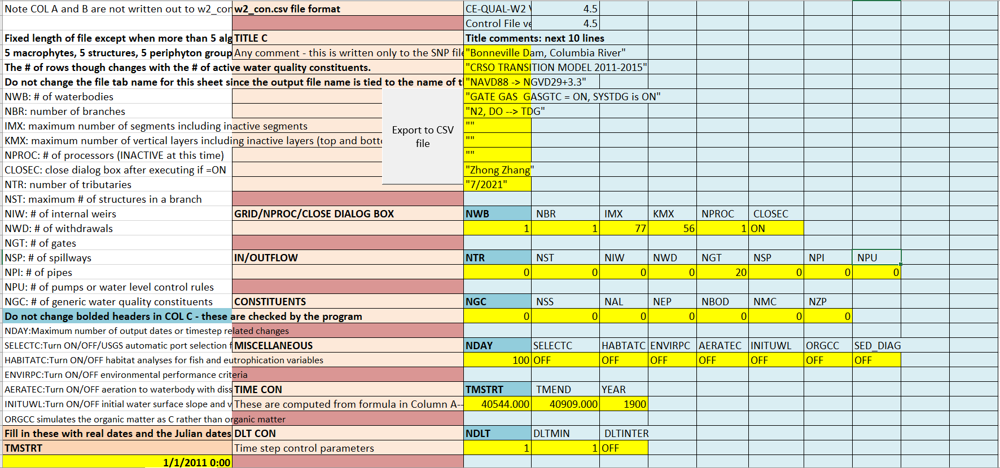 Note COL A and B are not written out to w2_con w2_con.csv file format CE-QUAL-W2 4.5
Control File ve 4.5
Fixed length of file except when more than 5 alg TITLE C Title comments: next 10 lines
5 macrophytes, 5 structures, 5 periphyton group Any comment - this is written only to the SNP file "Bonneville Dam, Columbia River"
The # of rows though changes with the # of active water quality constituents. "CRSO TRANSITION MODEL 2011-2015"
Do not change the file tab name for this sheet since the output file name is tied to the name of t "NAVD88 -> NGVD29+3.3"
NWB: # of waterbodies "GATE GAS  GASGTC = ON, SYSTDG is ON"
NBR: number of branches "N2, DO --> TDG"
IMX: maximum number of segments including inactive segments ""
Export to CSV
KMX: maximum number of vertical layers including inactive layers (top and botto ""
file
NPROC: # of processors (INACTIVE at this time) ""
CLOSEC: close dialog box after executing if =ON "Zhong Zhang"
NTR: number of tributaries "7/2021"
NST: maximum # of structures in a branch
NIW: # of internal weirs GRID/NPROC/CLOSE DIALOG BOX NWB NBR IMX KMX NPROC CLOSEC
NWD: # of withdrawals 1 1 77 56 1 ON
NGT: # of gates
NSP: # of spillways IN/OUTFLOW NTR NST NIW NWD NGT NSP NPI NPU
NPI: # of pipes 0 0 0 0 20 0 0 0
NPU: # of pumps or water level control rules
NGC: # of generic water quality constituents CONSTITUENTS NGC NSS NAL NEP NBOD NMC NZP
Do not change bolded headers in COL C - these are checked by the program 0 0 0 0 0 0 0
NDAY:Maximum number of output dates or timestep related changes
SELECTC:Turn ON/OFF/USGS automatic port selection f MISCELLANEOUS NDAY SELECTC HABTATC ENVIRPC AERATEC INITUWL ORGCC SED_DIAG
HABITATC:Turn ON/OFF habitat analyses for fish and eutrophication variables 100 OFF OFF OFF OFF OFF OFF OFF
ENVIRPC:Turn ON/OFF environmental performance criteria
AERATEC:Turn ON/OFF aeration to waterbody with diss TIME CON TMSTRT TMEND YEAR
INITUWL:Turn ON/OFF initial water surface slope and v These are computed from formula in Column A-- 40544.000 40909.000 1900
ORGCC simulates the organic matter as C rather than organic matter
Fill in these with real dates and the Julian dates DLT CON NDLT DLTMIN DLTINTER
TMSTRT Time step control parameters 1 1 OFF
1/1/2011 0:00